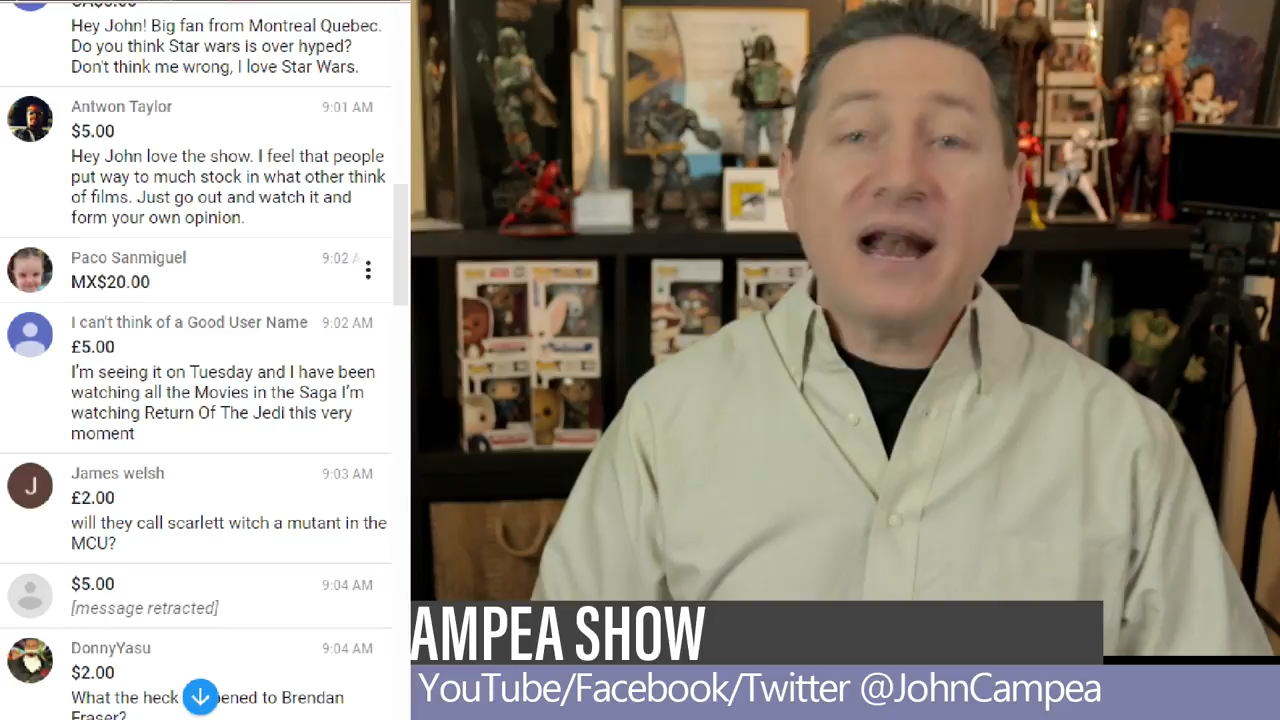 Hey John! Big fan from Montreal Quebec.
Do you think Star wars is over hyped?
Don't think me wrong, I love Star Wars.
Antwon Taylor 9:01 AM
$5.00
Hey John love the show. I feel that people
put way to much stock in what other think
of films. Just go out and watch it and
form your own opinion.
Paco Sanmiguel 9:02 A
MX$20.00
I can't think of a Good User Name 9:02 AM
£5.00
I'm seeing it on Tuesday and I have been
watching all the Movies in the Saga I'm
watching Return Of The Jedi this very
moment
James welsh 9:03 AM
J
£2.00
will they call scarlett witch a mutant in the
MCU?
$5.00 9:04 AM
[message retracted]
DonnyYasu 9:04 AM
$2.00
What the heck pened to Brendan
Fraser?
AMPEA SHOW
YouTube/Facebook/Twitter @JohnCampea